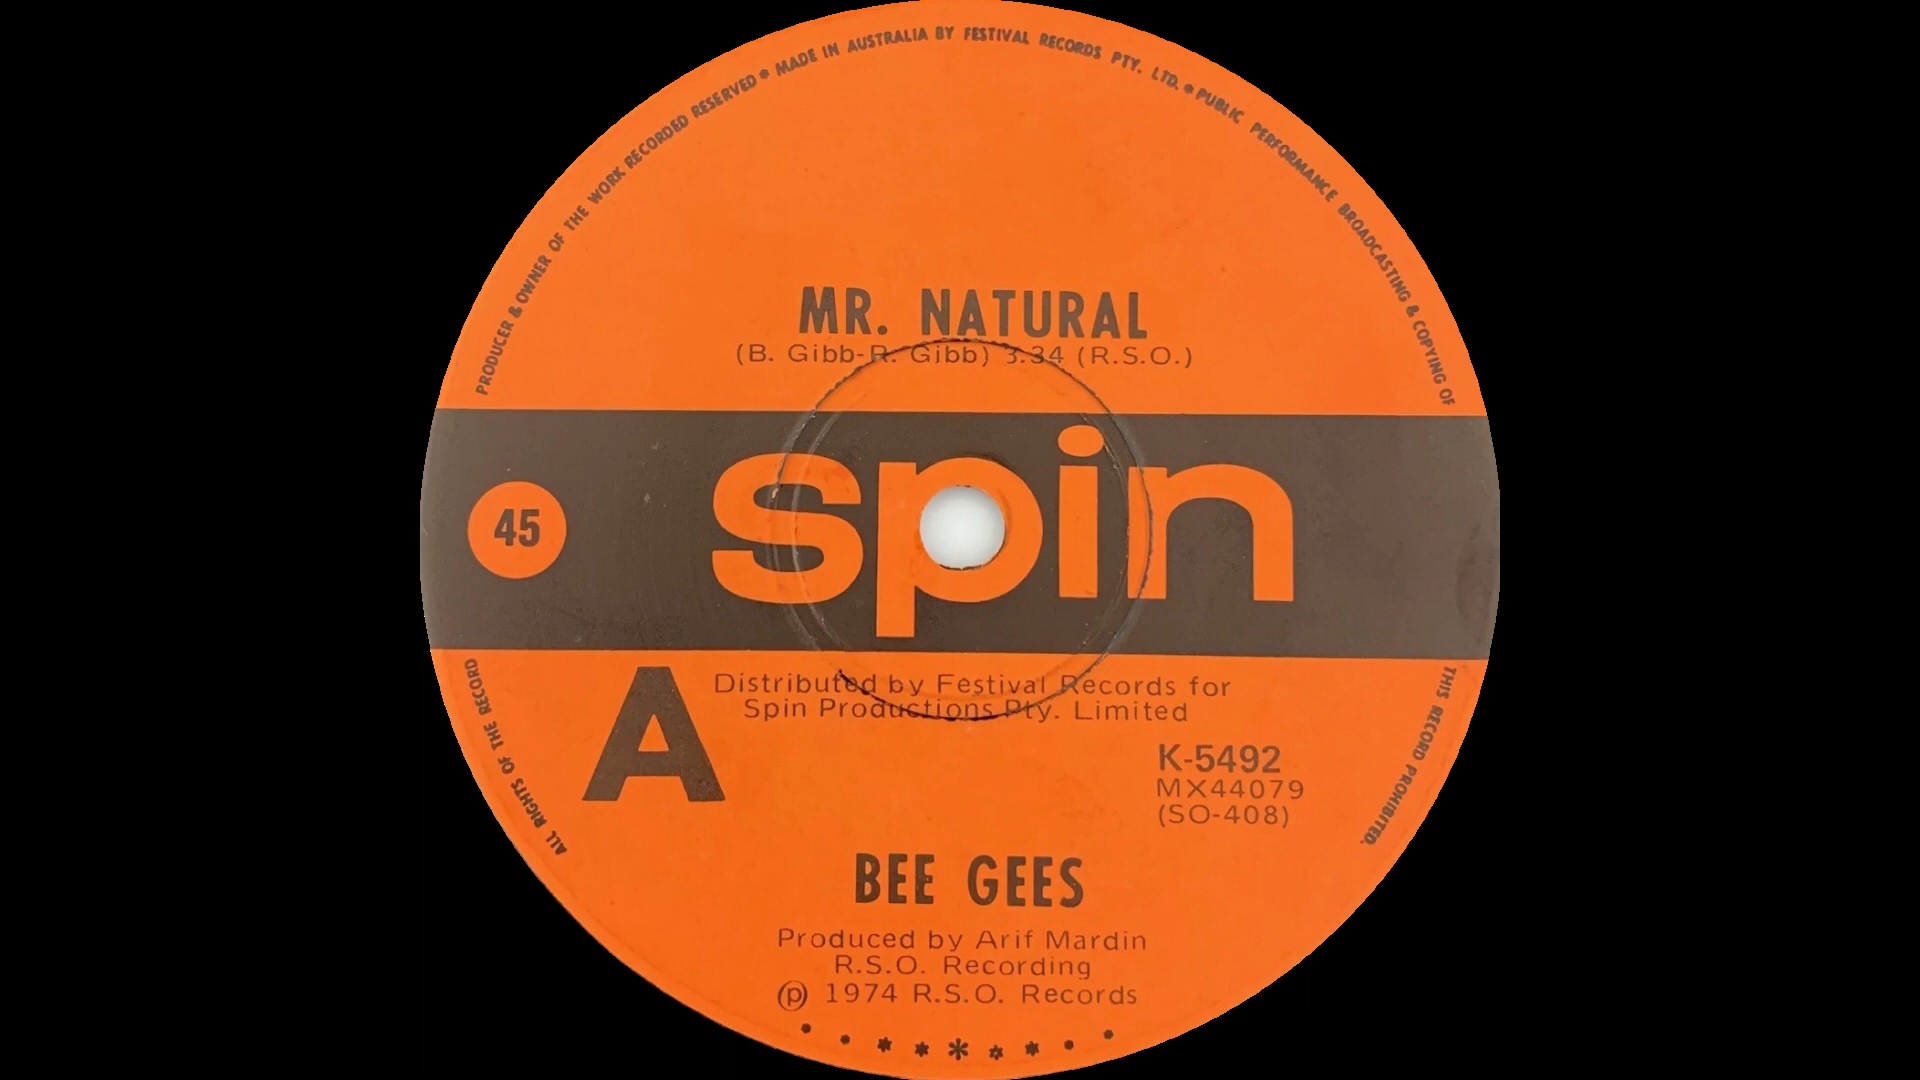 PRODUCER & OWNER OF THE WORK RECORDED RESERVED * MADE IN AUSTRALIA BY FESTIVAL RECORDS PTY. LTD. * PUBLIC PERFORMANCE BROADCASTING & COPYING OF
MR. NATURAL
(B. Gibb-R. Gibb) 3.34 (R.S.O.)
45
spin
A
Distributed by Festival Records for
Spin Productions Pty. Limited
K-5492
MX44079
(SO-408)
ALL RIGHTS OF THE RECORD
THIS RECORD PROHIBITED.
BEE GEES
Produced by Arif Mardin
R.S.O. Recording
℗ 1974 R.S.O. Records